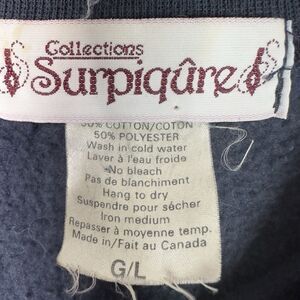 Collections
Surpiqûre
50% COTTON/COTON
50% POLYESTER
Wash in cold water
Laver à l'eau froide
No bleach
Pas de blanchiment
Hang to dry
Suspendre pour sécher
Iron medium
Repasser à moyenne temp.
Made in/Fait au Canada
G/L